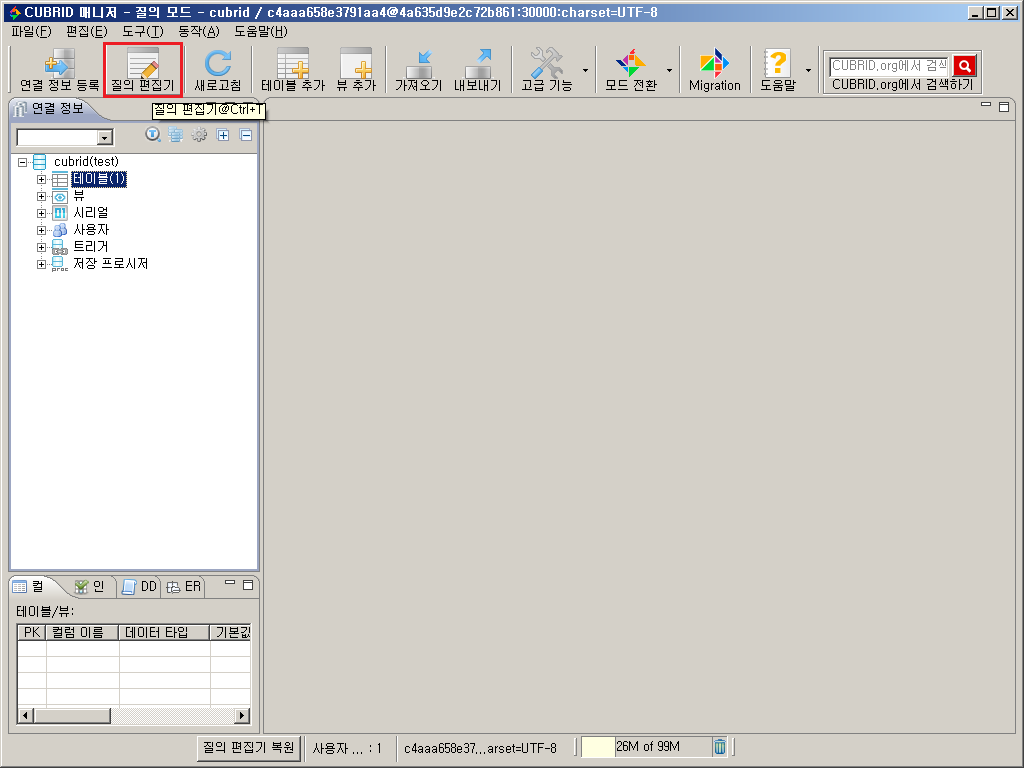 CUBRID 매니저 - 질의 모드 - cubrid / c4aaa658e3791aa4@4a635d9e2c72b861:30000:charset=UTF-8
파일(F) 편집(E) 도구(T) 동작(A) 도움말(H)
CUBRID.org에서 검색
연결 정보 등록 질의 편집기 새로고침 테이블 추가 뷰 추가 가져오기 내보내기 고급 기능 모드 전환 Migration 도움말 CUBRID.org에서 검색하기
연결 정보
질의 편집기@Ctrl+T
cubrid(test)
테이블(1)
뷰
시리얼
사용자
트리거
저장 프로시저
컬 인 DD ER
테이블/뷰:
PK 컬럼 이름 데이터 타입 기본값
질의 편집기 복원 사용자 ... : 1 c4aaa658e37...arset=UTF-8 26M of 99M